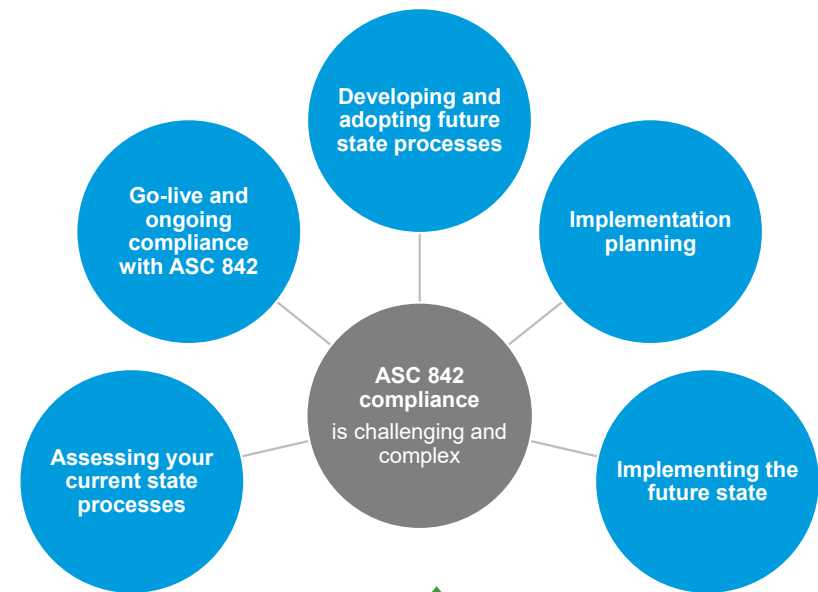 Developing and
adopting future
state processes
Go-live and
ongoing
compliance
with ASC 842
Implementation
planning
ASC 842
compliance
is challenging and
complex
Assessing your
current state
processes
Implementing the
future state